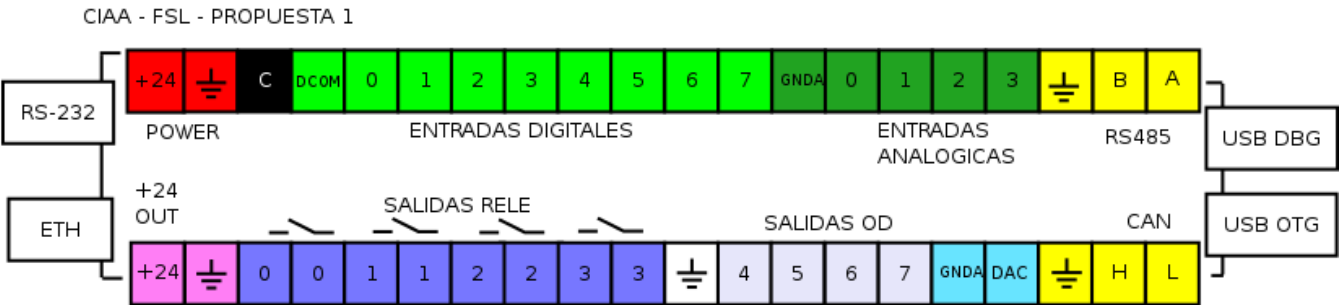 CIAA - FSL - PROPUESTA 1
+24 C DCOM 0 1 2 3 4 5 6 7 GNDA 0 1 2 3 B A
RS-232
POWER
ENTRADAS DIGITALES
ENTRADAS
ANALOGICAS
RS485
USB DBG
+24
OUT
SALIDAS RELE
SALIDAS OD
CAN
ETH
USB OTG
+24 0 0 1 1 2 2 3 3 4 5 6 7 GNDA DAC H L